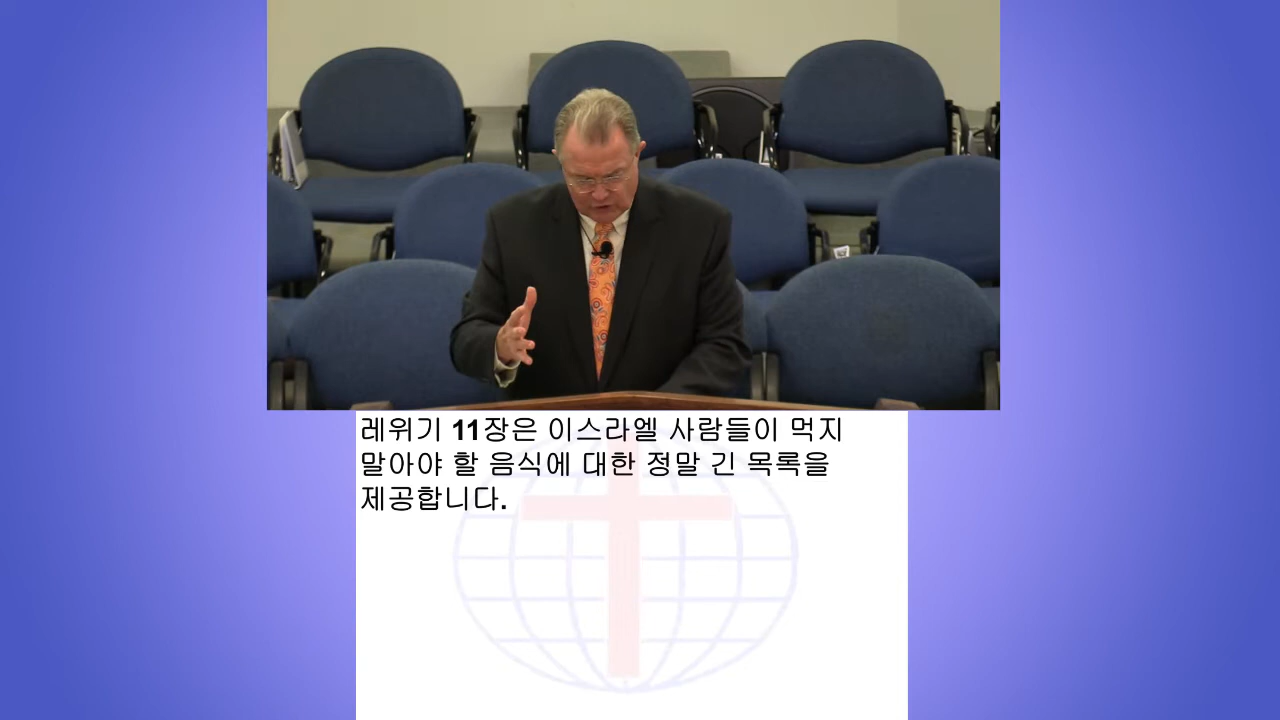 레위기 11장은 이스라엘 사람들이 먹지
말아야 할 음식에 대한 정말 긴 목록을
제공합니다.